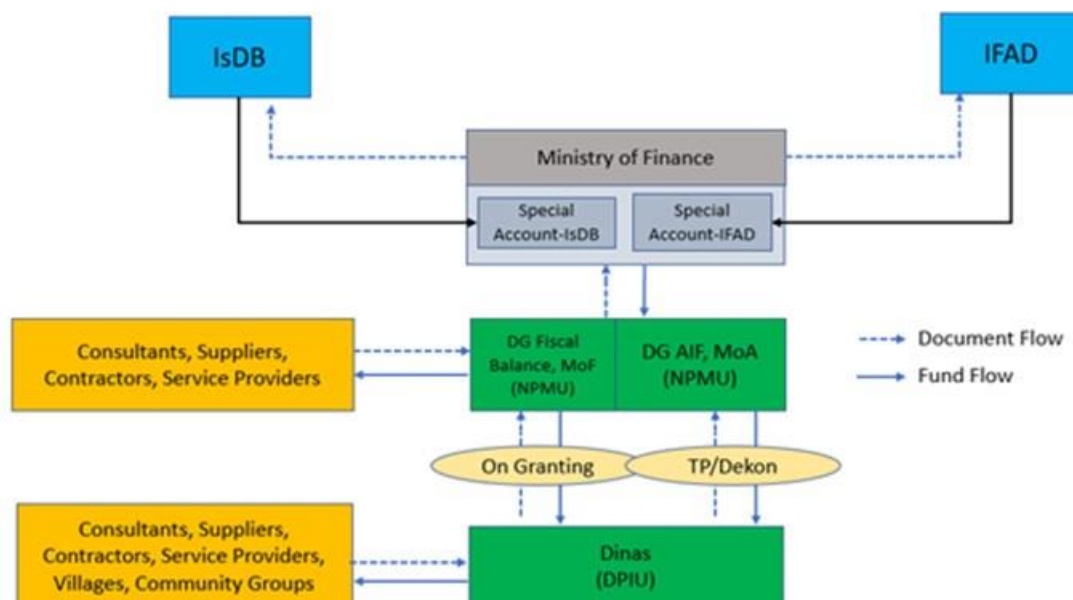 IsDB
IFAD
Ministry of Finance
Special
Account-IsDB
Special
Account-IFAD
Consultants, Suppliers,
Contractors, Service Providers
DG Fiscal
Balance, MoF
(NPMU)
DG AIF, MoA
(NPMU)
Document Flow
Fund Flow
On Granting
TP/Dekon
Consultants, Suppliers,
Contractors, Service Providers,
Villages, Community Groups
Dinas
(DPIU)